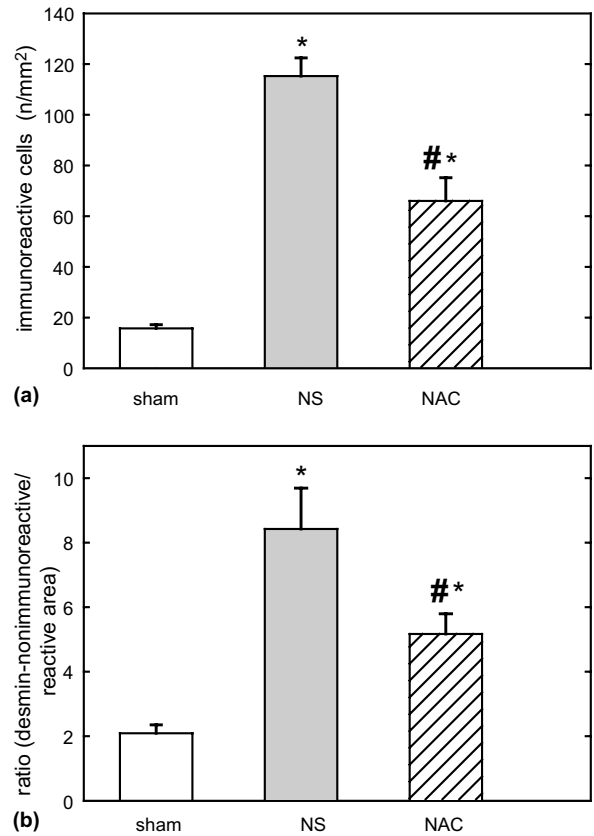 140
120
100
80
60
40
20
0
immunoreactive cells (n/mm²)
*
# *
sham NS NAC
(a)
10
8
6
4
2
0
ratio (desmin-nonimmunoreactive/
reactive area)
*
# *
sham NS NAC
(b)